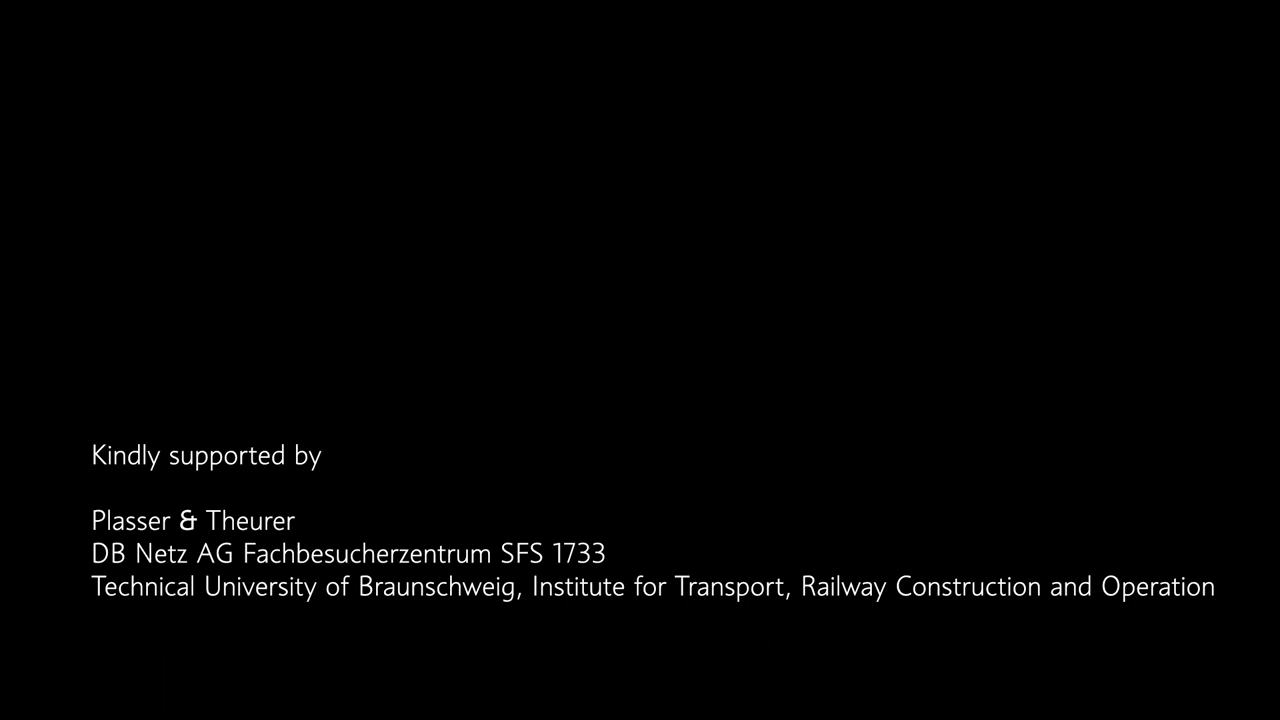 Kindly supported by
Plasser & Theurer
DB Netz AG Fachbesucherzentrum SFS 1733
Technical University of Braunschweig, Institute for Transport, Railway Construction and Operation